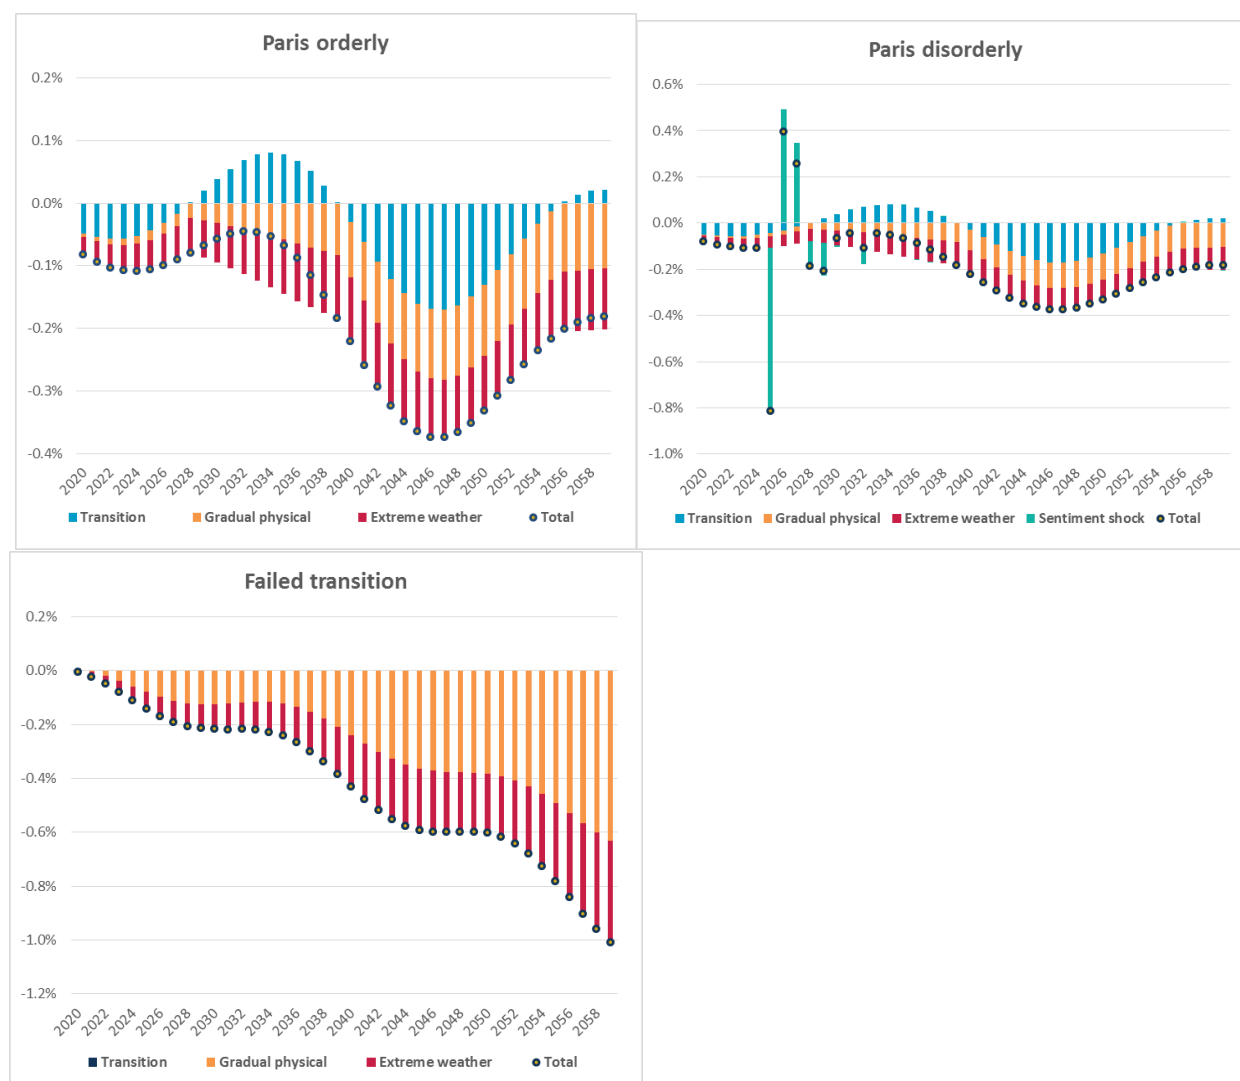 Paris orderly
0.2%
0.1%
0.0%
-0.1%
-0.2%
-0.3%
-0.4%
2020 2022 2024 2026 2028 2030 2032 2034 2036 2038 2040 2042 2044 2046 2048 2050 2052 2054 2056 2058
Transition Gradual physical Extreme weather Total
Paris disorderly
0.6%
0.4%
0.2%
0.0%
-0.2%
-0.4%
-0.6%
-0.8%
-1.0%
2020 2022 2024 2026 2028 2030 2032 2034 2036 2038 2040 2042 2044 2046 2048 2050 2052 2054 2056 2058
Transition Gradual physical Extreme weather Sentiment shock Total
Failed transition
0.2%
0.0%
-0.2%
-0.4%
-0.6%
-0.8%
-1.0%
-1.2%
2020 2022 2024 2026 2028 2030 2032 2034 2036 2038 2040 2042 2044 2046 2048 2050 2052 2054 2056 2058
Transition Gradual physical Extreme weather Total